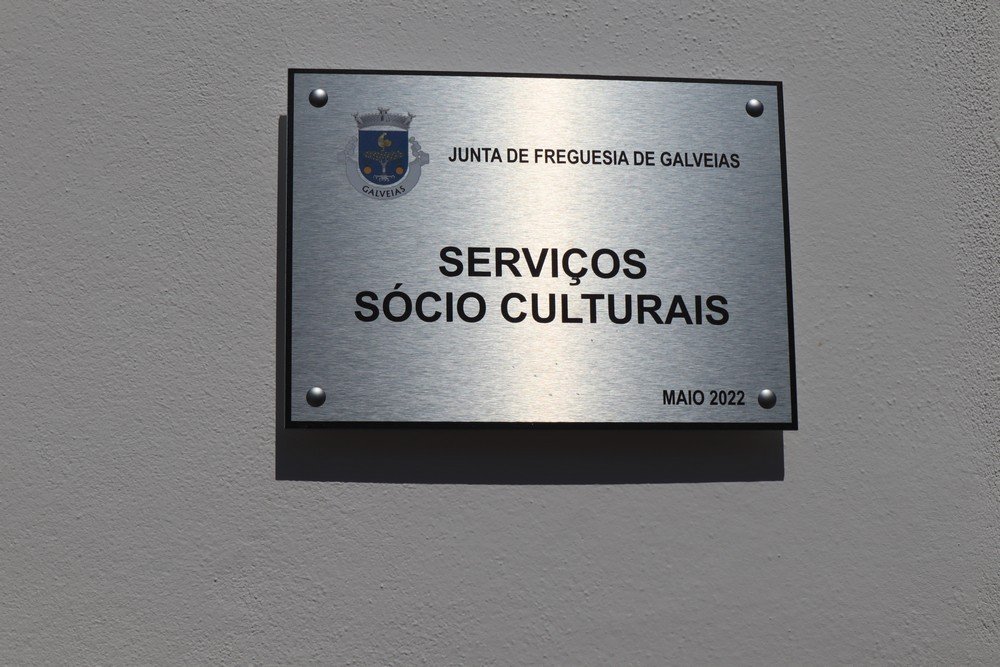 JUNTA DE FREGUESIA DE GALVEIAS
GALVEIAS
SERVIÇOS
SÓCIO CULTURAIS
MAIO 2022